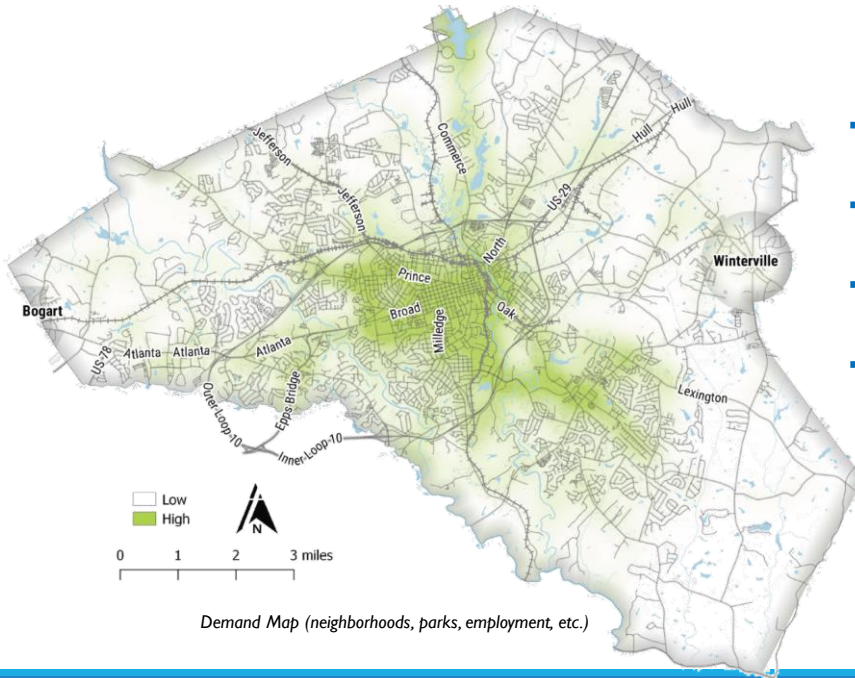 Hull
Hull
Commerce
Jefferson
Jefferson
US-29
North
Winterville
Prince
Bogart
Broad
Oak
Milledge
US-78
Atlanta
Atlanta
Atlanta
Epps Bridge
Lexington
Outer-Loop-10
Inner-Loop-10
Low
High
N
0 1 2 3 miles
Demand Map (neighborhoods, parks, employment, etc.)